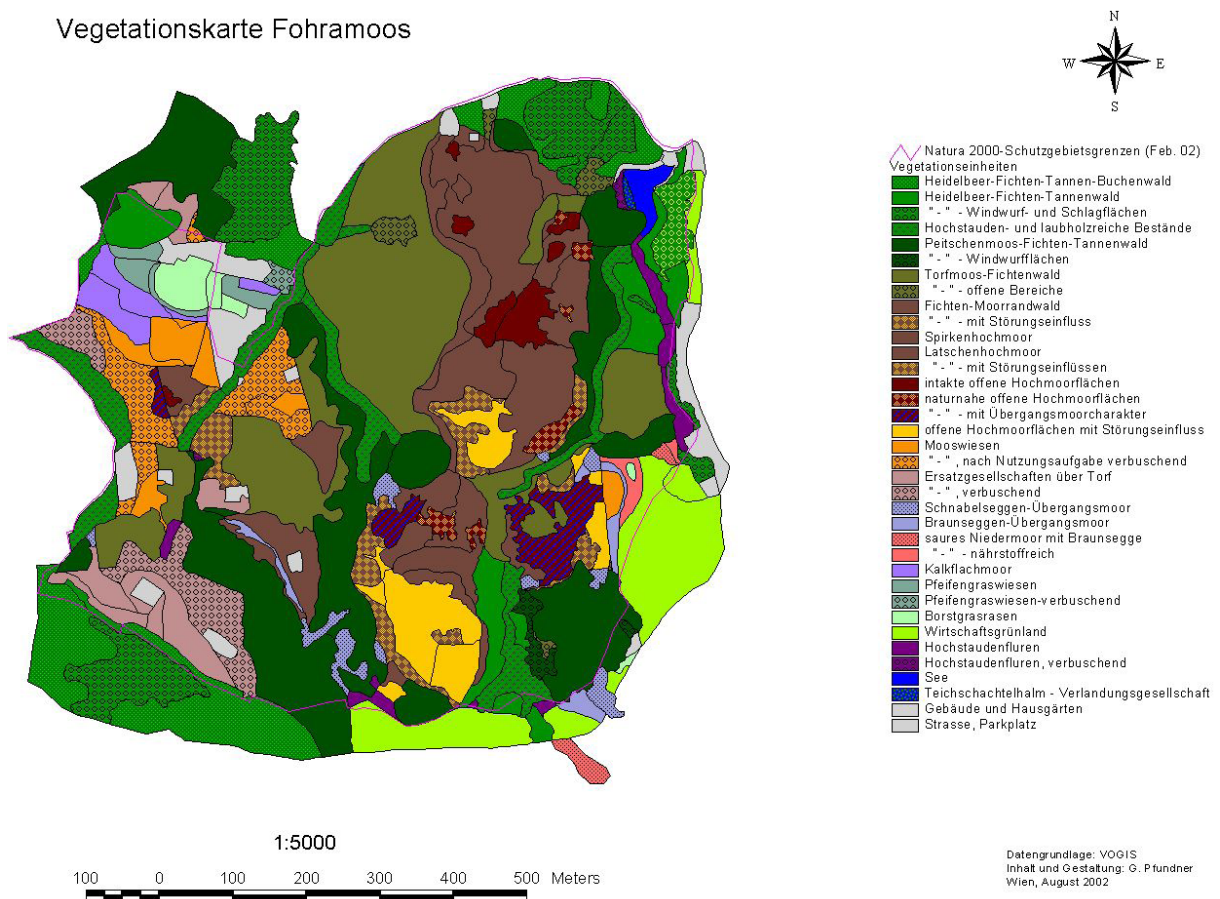 Vegetationskarte Fohramoos
N
W
E
S
Natura 2000-Schutzgebietsgrenzen (Feb. 02)
Vegetationseinheiten
Heidelbeer-Fichten-Tannen-Buchenwald
Heidelbeer-Fichten-Tannenwald
"-" - Windwurf- und Schlagflächen
Hochstauden- und laubholzreiche Bestände
Peitschenmoos-Fichten-Tannenwald
"-" - Windwurfflächen
Torfmoos-Fichtenwald
"-" - offene Bereiche
Fichten-Moorrandwald
"-" - mit Störungseinfluss
Spirkenhochmoor
Latschenhochmoor
"-" - mit Störungseinflüssen
intakte offene Hochmoorflächen
naturnahe offene Hochmoorflächen
"-" - mit Übergangsmoorcharakter
offene Hochmoorflächen mit Störungseinfluss
Mooswiesen
"-" , nach Nutzungsaufgabe verbuschend
Ersatzgesellschaften über Torf
"-" , verbuschend
Schnabelseggen-Übergangsmoor
Braunseggen-Übergangsmoor
saures Niedermoor mit Braunsegge
"-" - nährstoffreich
Kalkflachmoor
Pfeifengraswiesen
Pfeifengraswiesen-verbuschend
Borstgrasrasen
Wirtschaftsgrünland
Hochstaudenfluren
Hochstaudenfluren, verbuschend
See
Teichschachtelhalm - Verlandungsgesellschaft
Gebäude und Hausgärten
Strasse, Parkplatz
1:5000
100 0 100 200 300 400 500 Meters
Datengrundlage: VOGIS
Inhalt und Gestaltung: G. Pfundner
Wien, August 2002